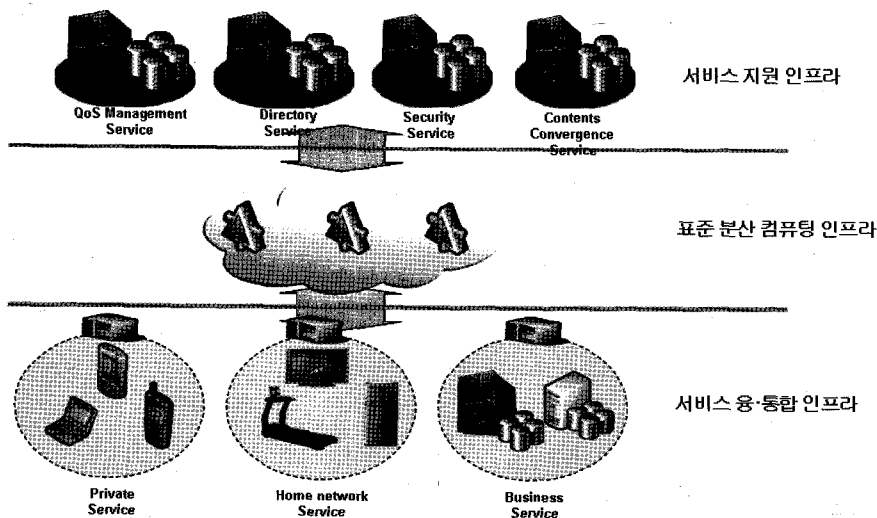 QoS Management
Service
Directory
Service
Security
Service
Contents
Convergence
Service
서비스 지원 인프라
표준 분산 컴퓨팅 인프라
서비스 융·통합 인프라
Private
Service
Home network
Service
Business
Service